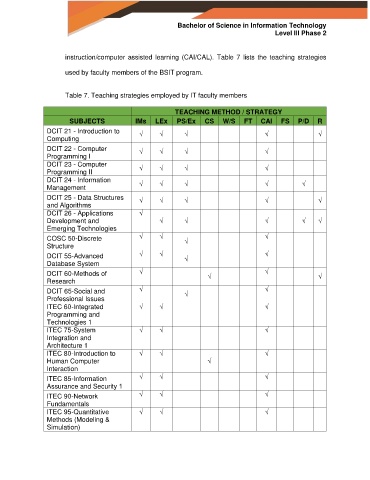 Bachelor of Science in Information Technology
Level III Phase 2
instruction/computer assisted learning (CAI/CAL). Table 7 lists the teaching strategies
used by faculty members of the BSIT program.
Table 7. Teaching strategies employed by IT faculty members
TEACHING METHOD / STRATEGY
SUBJECTS IMs LEx PS/Ex CS W/S FT CAI FS P/D R
DCIT 21 - Introduction to
Computing √ √ √ √ √
DCIT 22 - Computer
Programming I √ √ √ √
DCIT 23 - Computer
Programming II √ √ √ √
DCIT 24 - Information
Management √ √ √ √ √
DCIT 25 - Data Structures
and Algorithms √ √ √ √ √
DCIT 26 - Applications √
Development and √ √ √ √ √
Emerging Technologies
COSC 50-Discrete √ √ √
Structure √
DCIT 55-Advanced √ √ √
Database System √
DCIT 60-Methods of √ √
Research √ √
DCIT 65-Social and √ √
Professional Issues √
ITEC 60-Integrated √ √ √
Programming and
Technologies 1
ITEC 75-System √ √ √
Integration and
Architecture 1
ITEC 80-Introduction to √ √ √
Human Computer √
Interaction
ITEC 85-Information √ √ √
Assurance and Security 1
ITEC 90-Network √ √ √
Fundamentals
ITEC 95-Quantitative √ √ √
Methods (Modeling &
Simulation)